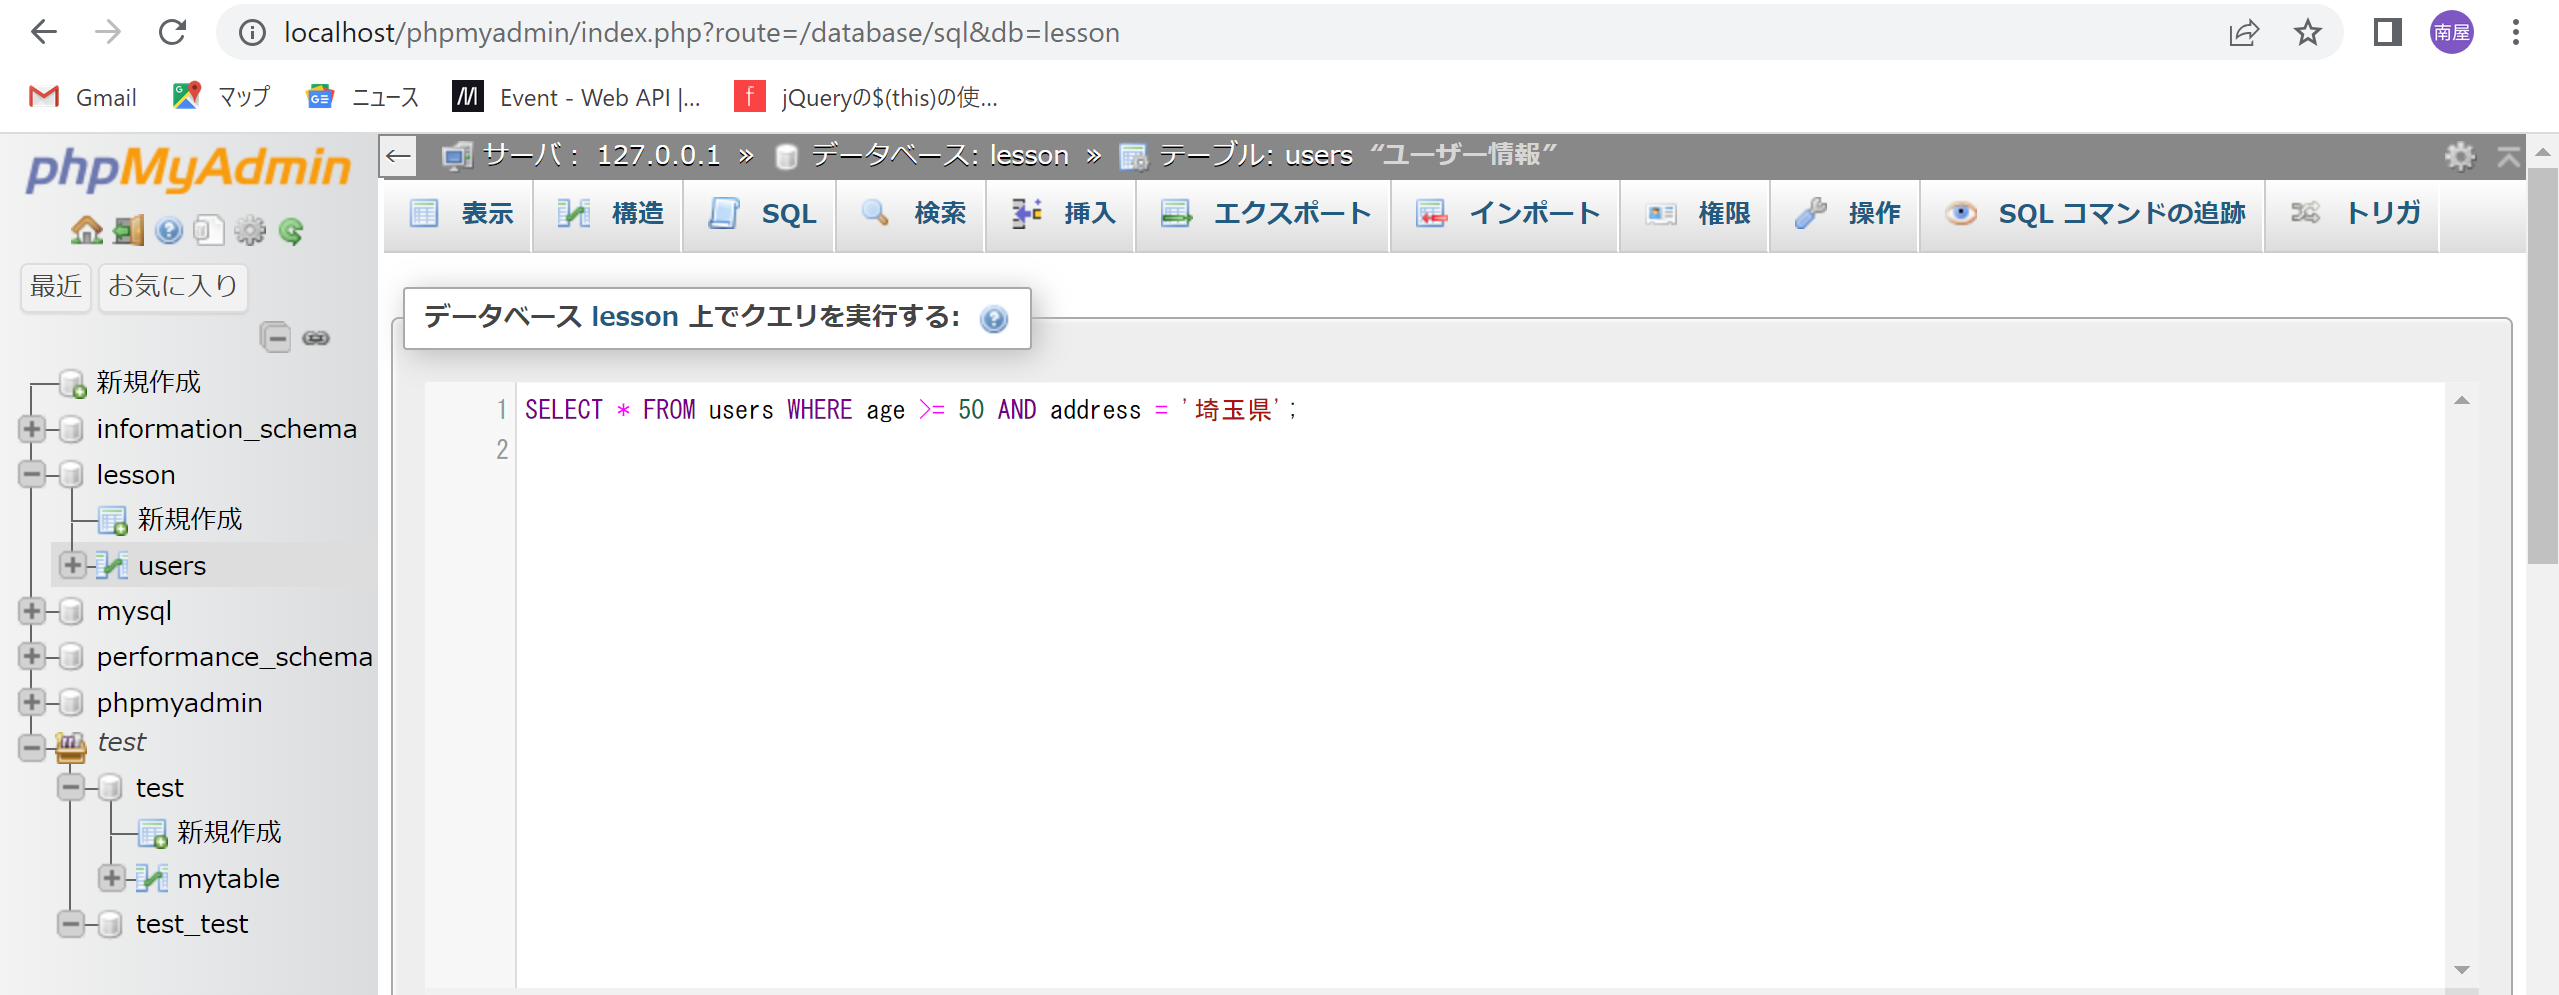 localhost/phpmyadmin/index.php?route=/database/sql&db=lesson
南屋
Gmail
マップ
ニュース
Event - Web API |...
jQueryの$(this)の使...
phpMyAdmin
サーバ : 127.0.0.1 » データベース: lesson » テーブル: users “ユーザー情報”
表示 構造 SQL 検索 挿入 エクスポート インポート 権限 操作 SQL コマンドの追跡 トリガ
最近 お気に入り
新規作成
information_schema
lesson
新規作成
users
mysql
performance_schema
phpmyadmin
test
test
新規作成
mytable
test_test
データベース lesson 上でクエリを実行する:
1 SELECT * FROM users WHERE age >= 50 AND address = '埼玉県';
2